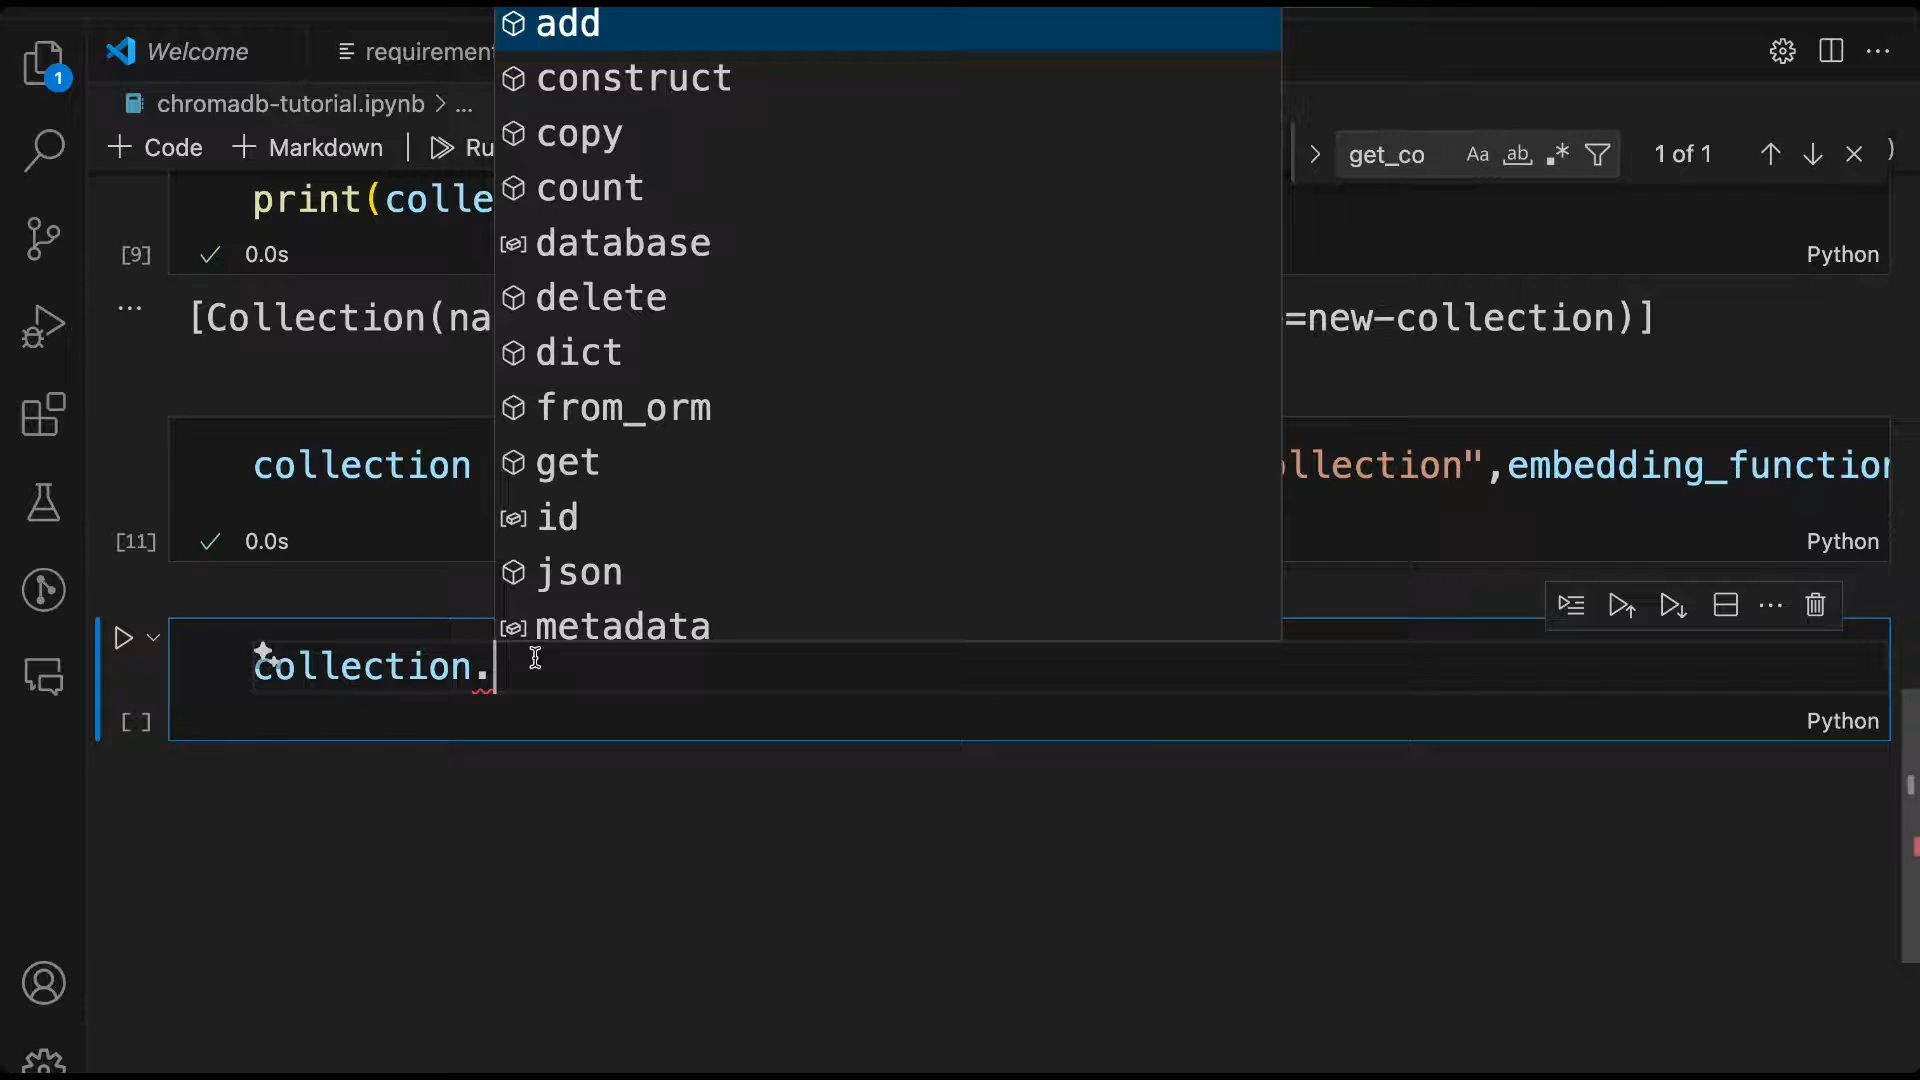 Welcome
requirement
1
chromadb-tutorial.ipynb > ...
+ Code + Markdown | Ru
get_co Aa ab .* 1 of 1
print(colle
[9] ✓ 0.0s Python
... [Collection(na =new-collection)]
collection llection",embedding_function
[11] ✓ 0.0s Python
add
construct
copy
count
database
delete
dict
from_orm
get
id
json
metadata
collection.
[ ] Python